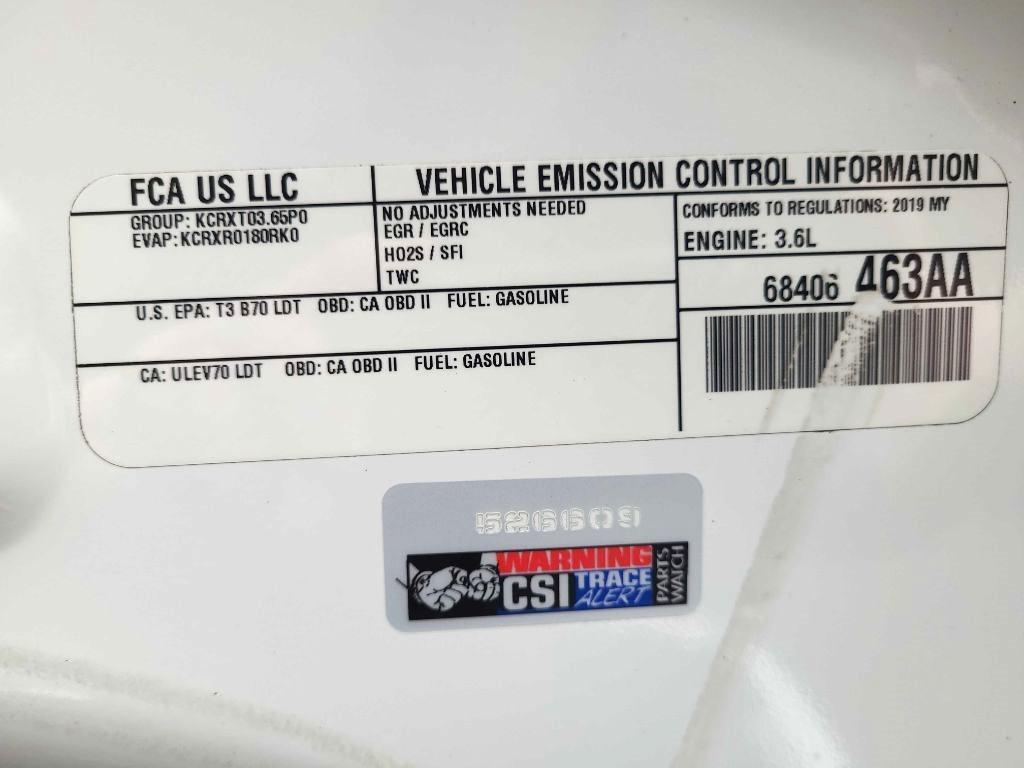 FCA US LLC
VEHICLE EMISSION CONTROL INFORMATION
GROUP: KCRXT03.65P0
EVAP: KCRXR0180RK0
NO ADJUSTMENTS NEEDED
EGR / EGRC
HO2S / SFI
TWC
CONFORMS TO REGULATIONS: 2019 MY
ENGINE: 3.6L
68406 463AA
U.S. EPA: T3 B70 LDT OBD: CA OBD II FUEL: GASOLINE
CA: ULEV70 LDT OBD: CA OBD II FUEL: GASOLINE
526609
WARNING
CSI TRACE
ALERT
PARTS
WATCH